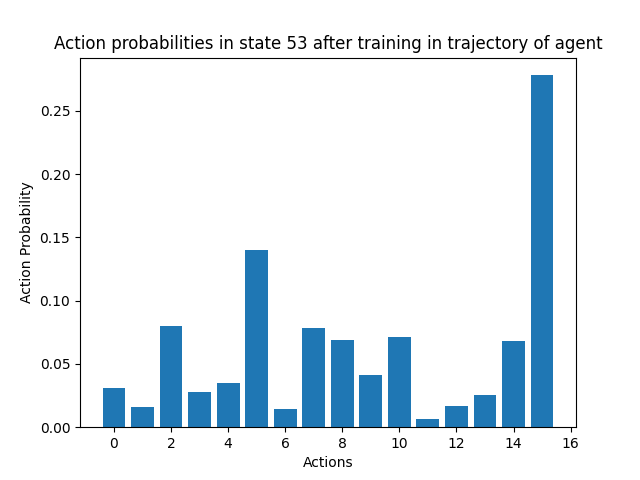 Action probabilities in state 53 after training in trajectory of agent
0.25
0.20
0.15
0.10
0.05
0.00
Action Probability
0 2 4 6 8 10 12 14 16
Actions